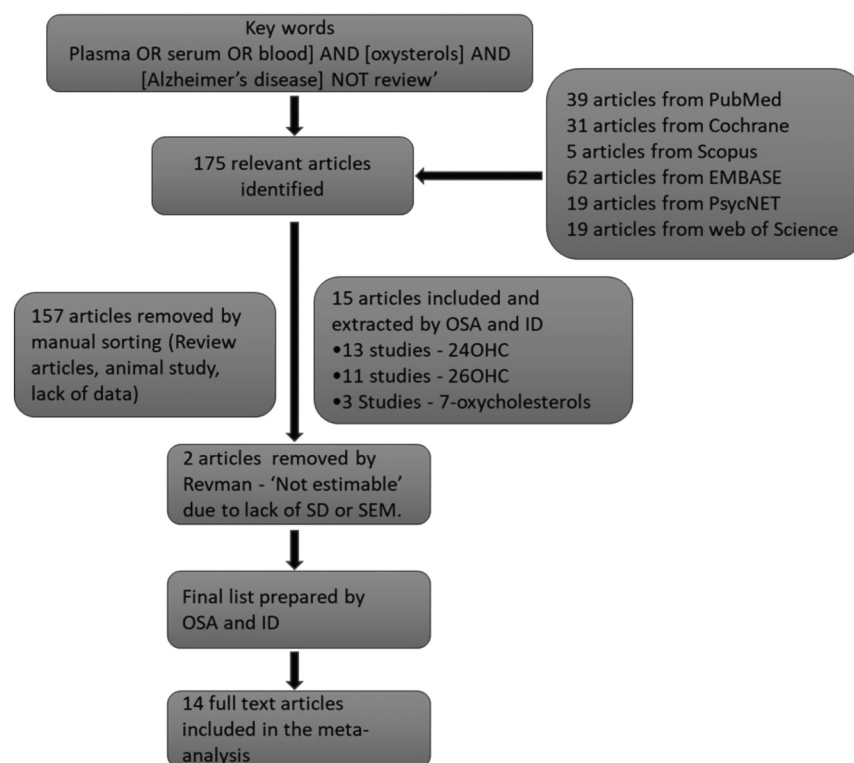 Key words
Plasma OR serum OR blood] AND [oxysterols] AND
[Alzheimer's disease] NOT review'
39 articles from PubMed
31 articles from Cochrane
5 articles from Scopus
62 articles from EMBASE
19 articles from PsycNET
19 articles from web of Science
175 relevant articles
identified
157 articles removed by
manual sorting (Review
articles, animal study,
lack of data)
15 articles included and
extracted by OSA and ID
•13 studies - 24OHC
•11 studies - 26OHC
•3 Studies - 7-oxycholesterols
2 articles removed by
Revman - 'Not estimable'
due to lack of SD or SEM.
Final list prepared by
OSA and ID
14 full text articles
included in the meta-
analysis